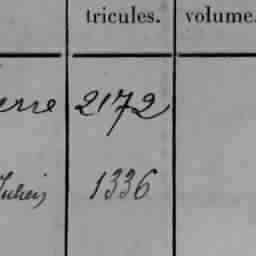 tricules. volume.
erre 2172
1336